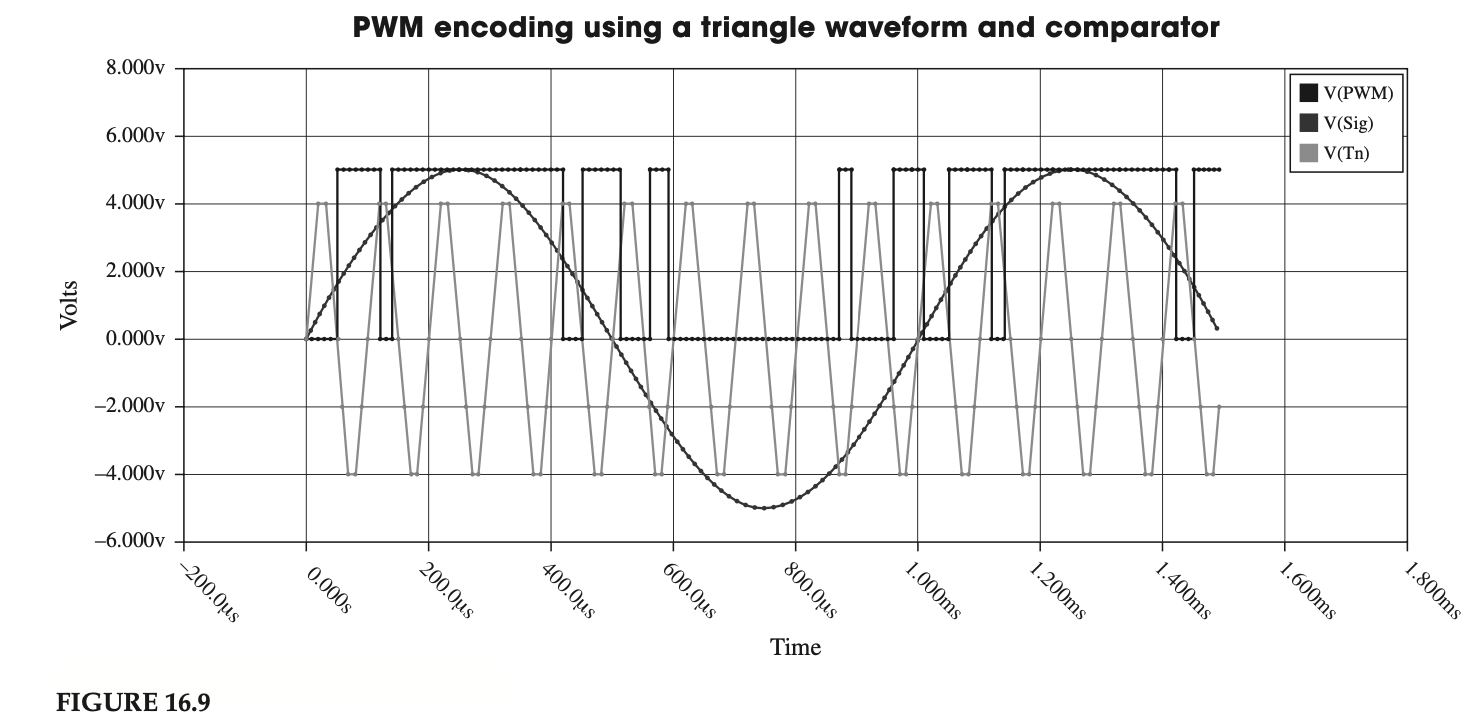 PWM encoding using a triangle waveform and comparator
8.000v
6.000v
4.000v
2.000v
0.000v
–2.000v
–4.000v
–6.000v
Volts
V(PWM)
V(Sig)
V(Tn)
–200.0µs
0.000s
200.0µs
400.0µs
600.0µs
800.0µs
1.000ms
1.200ms
1.400ms
1.600ms
1.800ms
Time
FIGURE 16.9